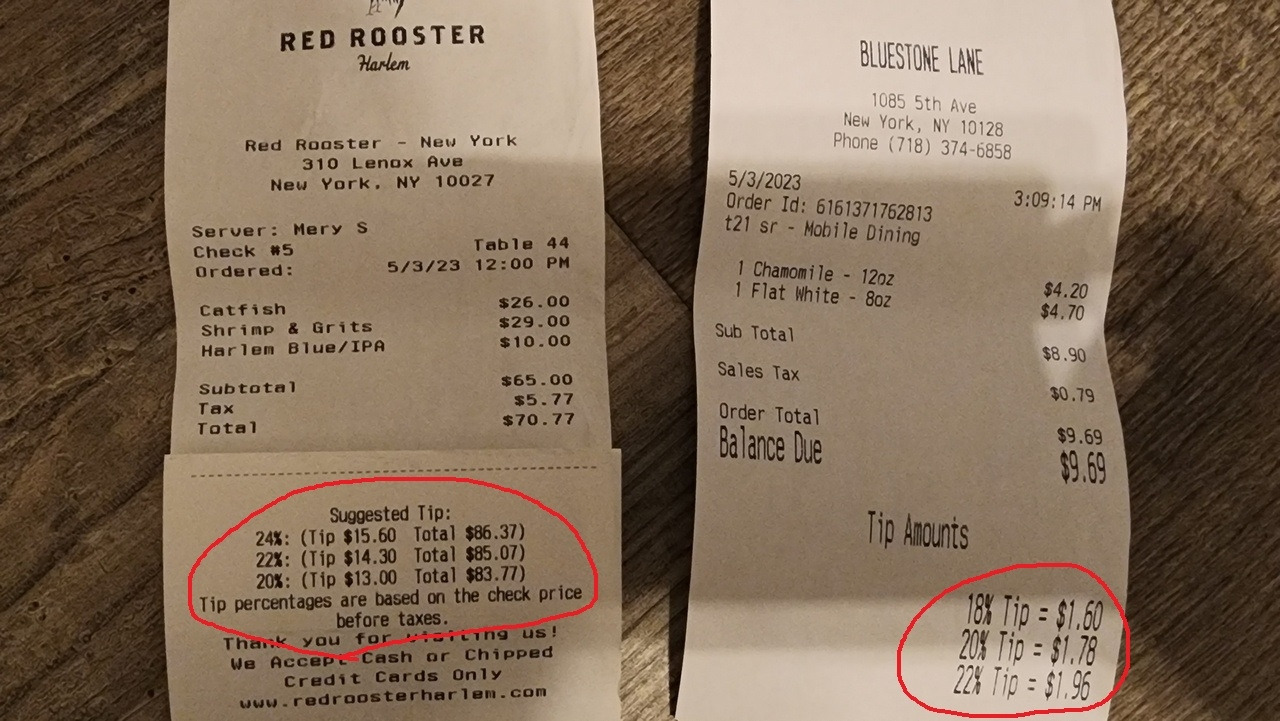 RED ROOSTER
Harlem
Red Rooster - New York
310 Lenox Ave
New York, NY 10027
Server: Mery S
Check #5 Table 44
Ordered: 5/3/23 12:00 PM
Catfish $26.00
Shrimp & Grits $29.00
Harlem Blue/IPA $10.00
Subtotal $65.00
Tax $5.77
Total $70.77
Suggested Tip:
24%: (Tip $15.60 Total $86.37)
22%: (Tip $14.30 Total $85.07)
20%: (Tip $13.00 Total $83.77)
Tip percentages are based on the check price
before taxes.
Thank you for visiting us!
We Accept Cash or Chipped
Credit Cards Only
www.redroosterharlem.com
BLUESTONE LANE
1085 5th Ave
New York, NY 10128
Phone (718) 374-6858
5/3/2023 3:09:14 PM
Order Id: 6161371762813
t21 sr - Mobile Dining
1 Chamomile - 12oz $4.20
1 Flat White - 8oz $4.70
Sub Total $8.90
Sales Tax $0.79
Order Total $9.69
Balance Due $9.69
Tip Amounts
18% Tip = $1.60
20% Tip = $1.78
22% Tip = $1.96